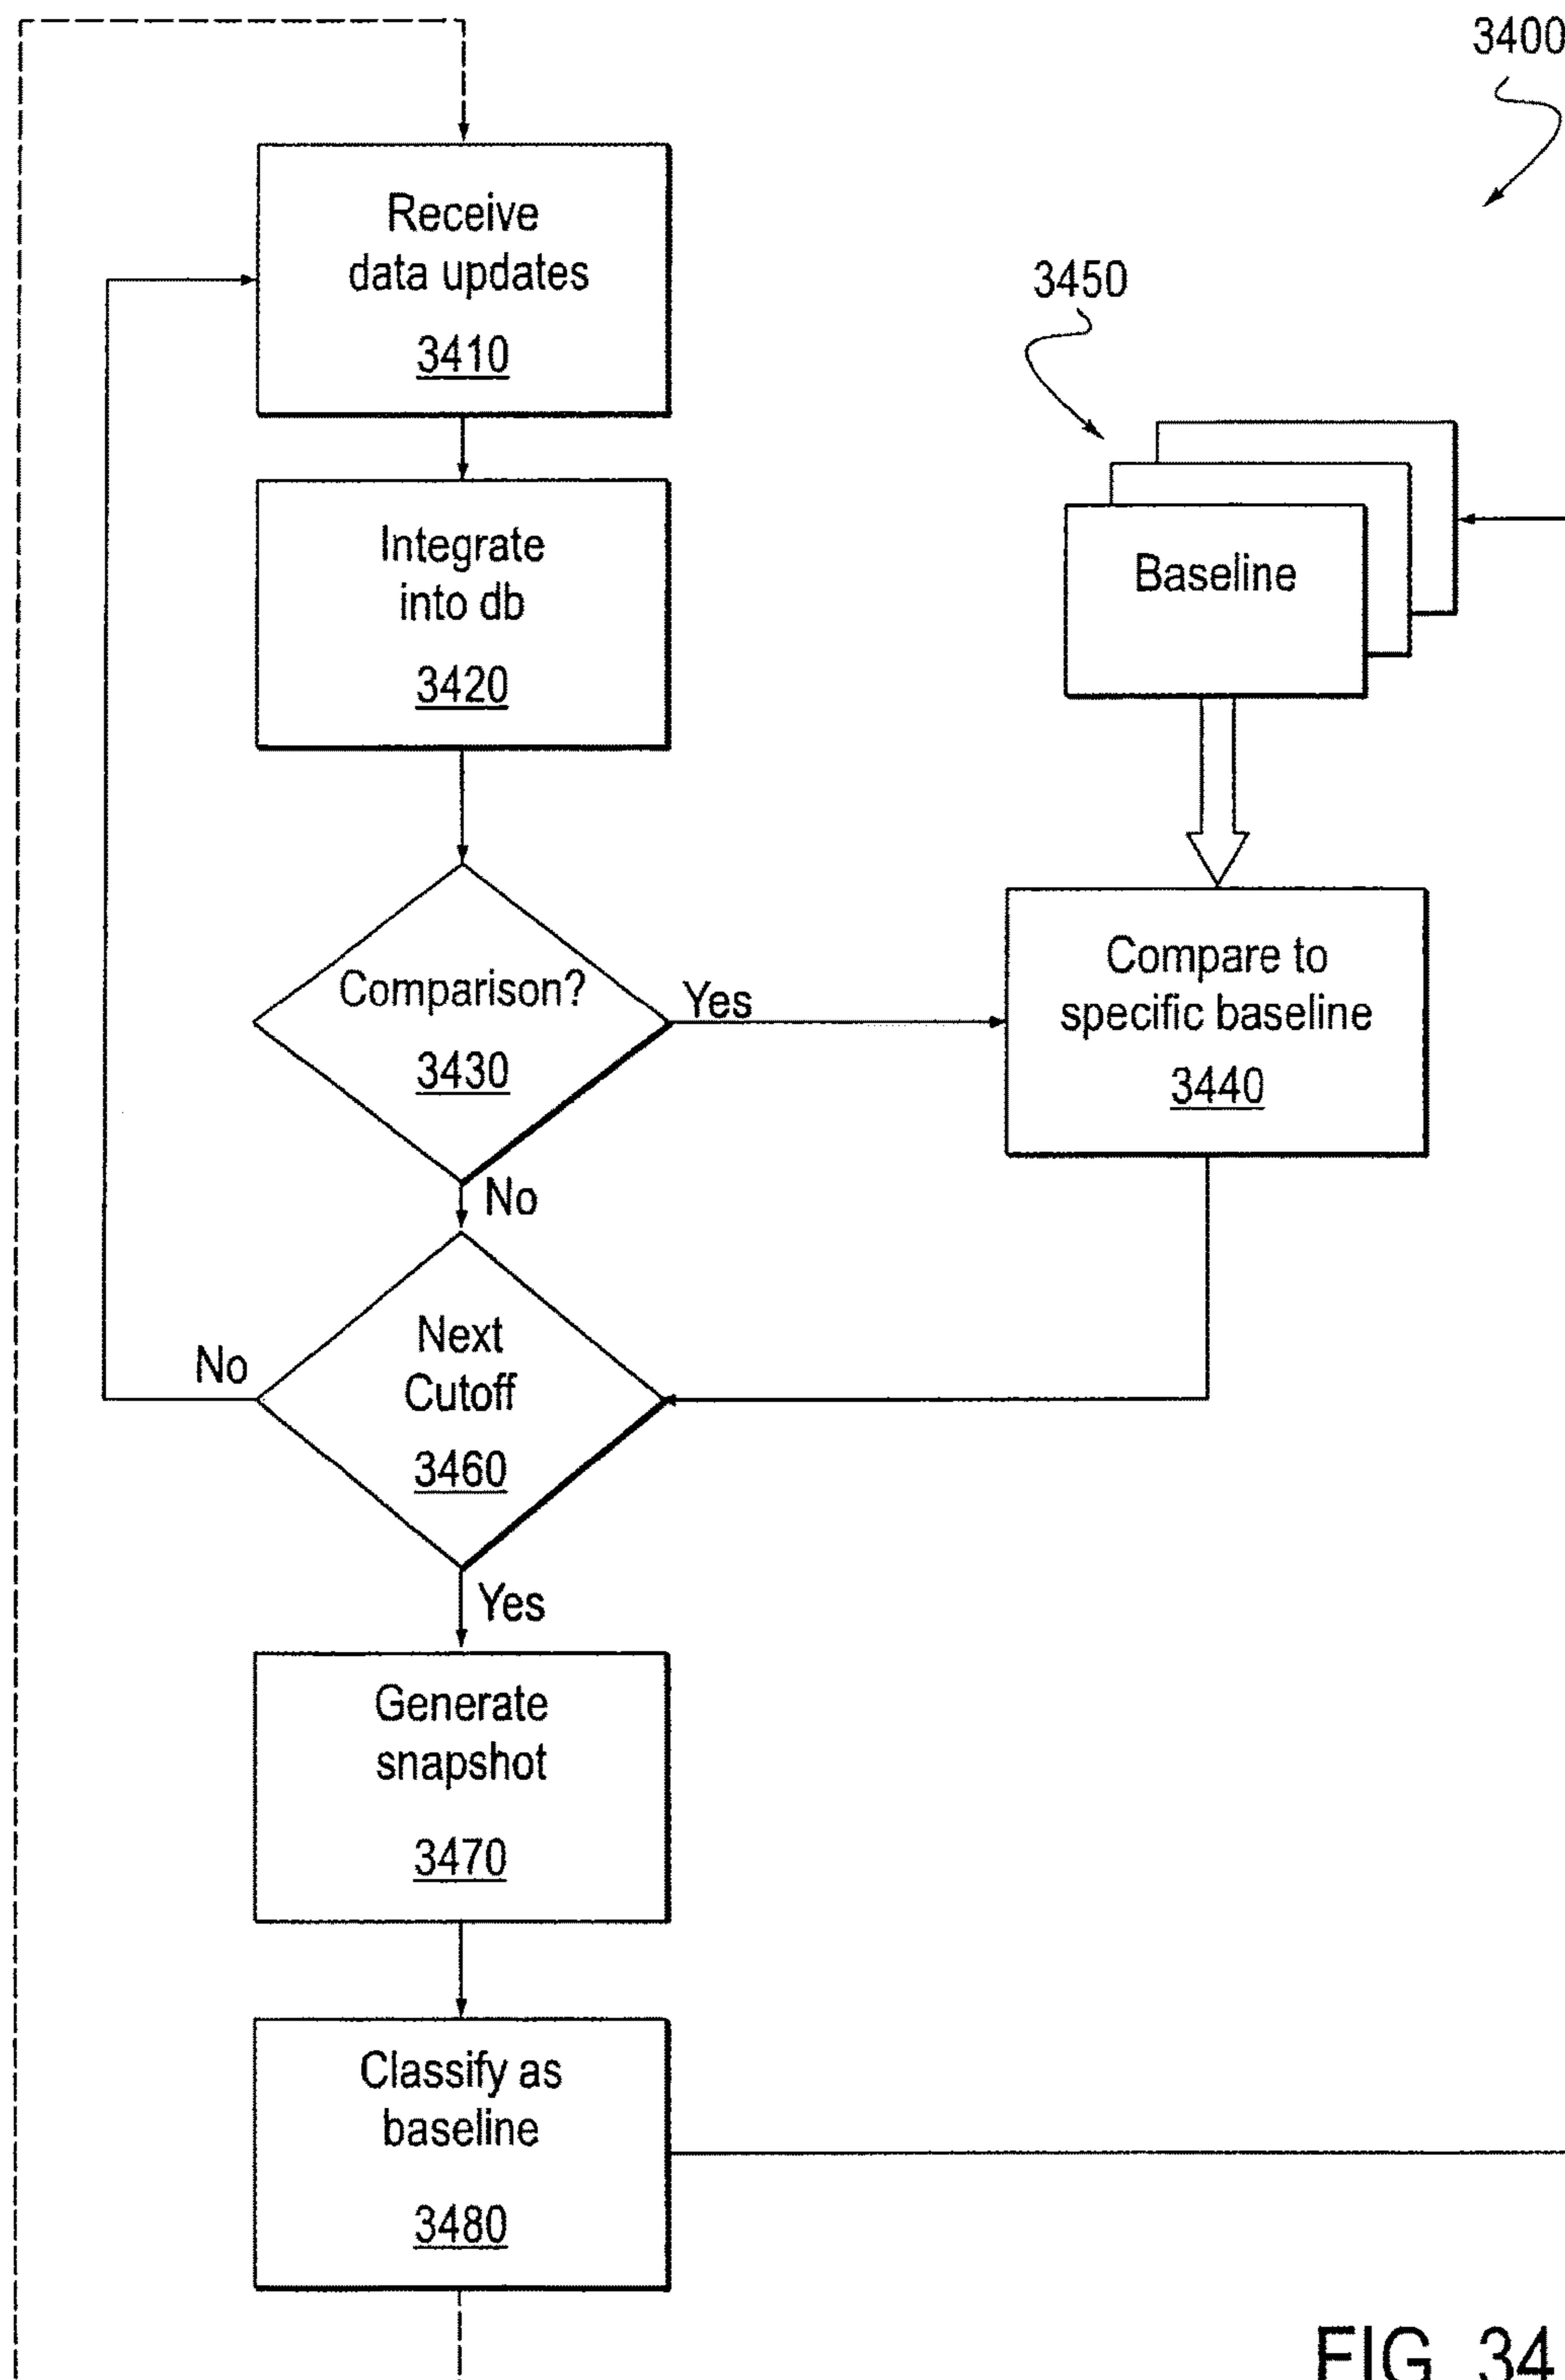 3400
Receive
data updates
3410
3450
Integrate
into db
3420
Baseline
Comparison?
3430
Yes
Compare to
specific baseline
3440
No
Next
Cutoff
3460
No
Yes
Generate
snapshot
3470
Classify as
baseline
3480
FIG. 34